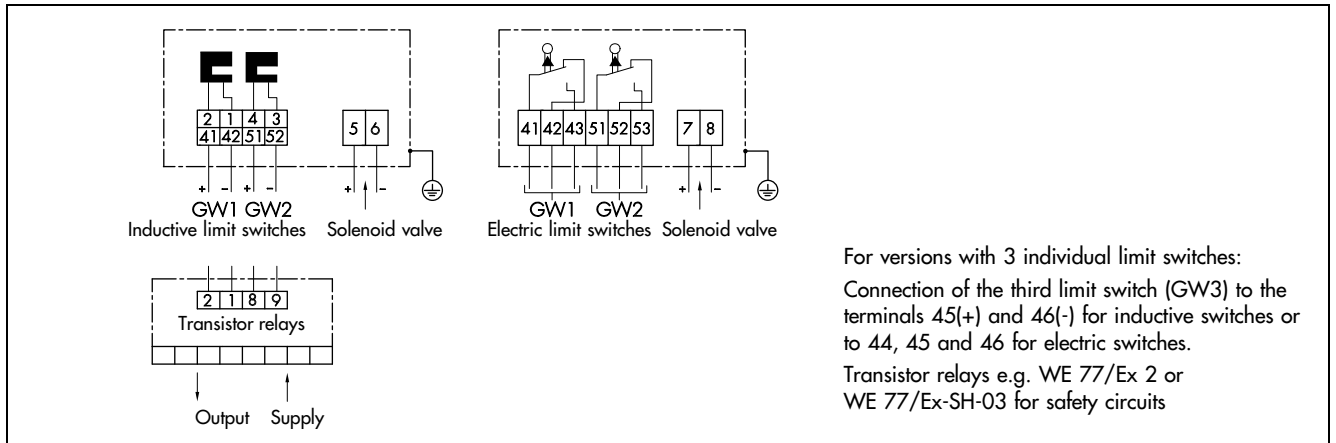 2 1 4 3
41 42 51 52
5 6
+ - + -
+ -
GW1 GW2
Inductive limit switches
Solenoid valve
41 42 43 51 52 53
7 8
+ -
GW1 GW2
Electric limit switches
Solenoid valve
2 1 8 9
Transistor relays
Output Supply
For versions with 3 individual limit switches:
Connection of the third limit switch (GW3) to the
terminals 45(+) and 46(-) for inductive switches or
to 44, 45 and 46 for electric switches.
Transistor relays e.g. WE 77/Ex 2 or
WE 77/Ex-SH-03 for safety circuits